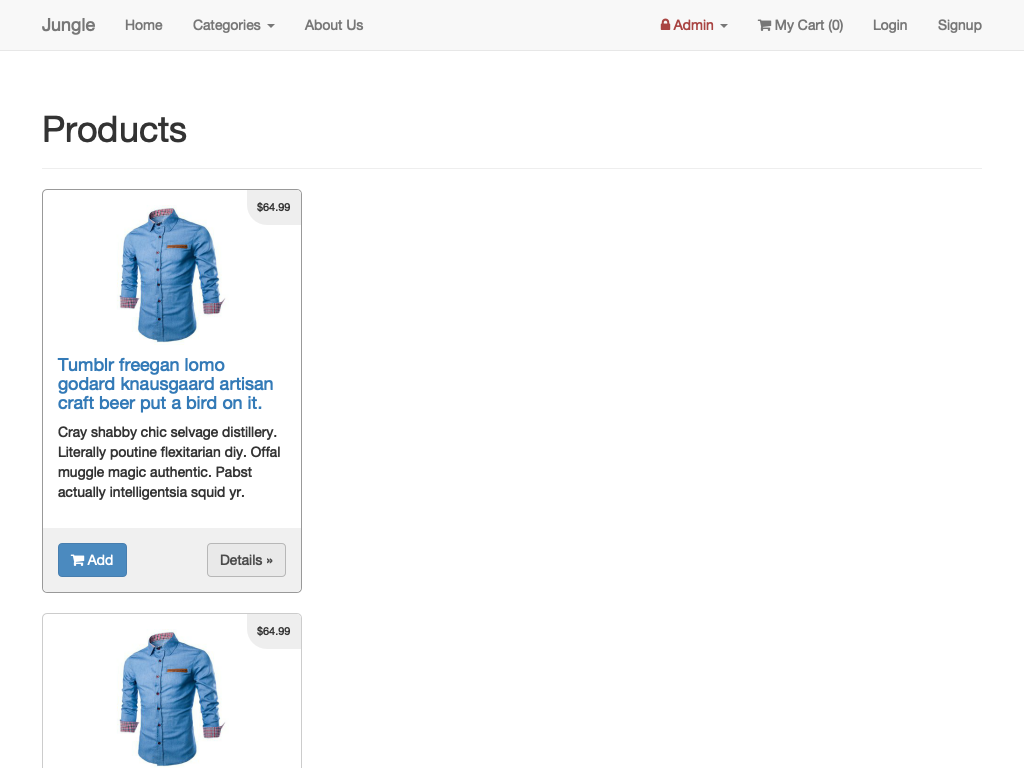 Jungle Home Categories About Us Admin My Cart (0) Login Signup
Products
$64.99
Tumblr freegan lomo
godard knausgaard artisan
craft beer put a bird on it.
Cray shabby chic selvage distillery.
Literally poutine flexitarian diy. Offal
muggle magic authentic. Pabst
actually intelligentsia squid yr.
Add Details »
$64.99